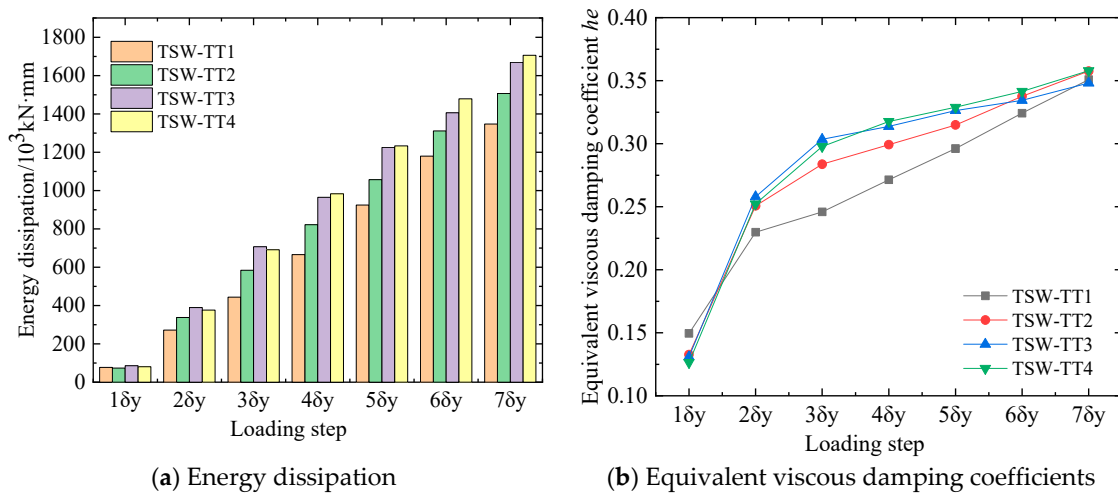 1800
1600
1400
1200
1000
800
600
400
200
0
Energy dissipation/10³kN·mm
TSW-TT1
TSW-TT2
TSW-TT3
TSW-TT4
1δy 2δy 3δy 4δy 5δy 6δy 7δy
Loading step
(a) Energy dissipation
0.40
0.35
0.30
0.25
0.20
0.15
0.10
Equivalent viscous damping coefficient he
TSW-TT1
TSW-TT2
TSW-TT3
TSW-TT4
1δy 2δy 3δy 4δy 5δy 6δy 7δy
Loading step
(b) Equivalent viscous damping coefficients